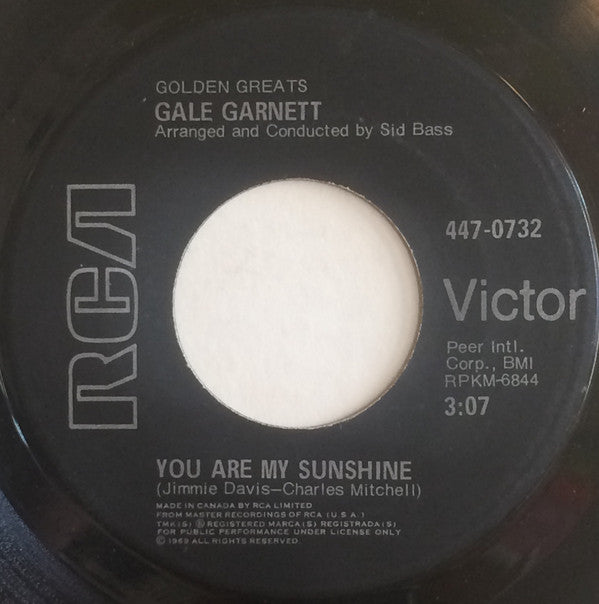 GOLDEN GREATS
GALE GARNETT
Arranged and Conducted by Sid Bass
RCA
447-0732
Victor
Peer Intl.
Corp., BMI
RPKM-6844
3:07
YOU ARE MY SUNSHINE
(Jimmie Davis—Charles Mitchell)
MADE IN CANADA BY RCA LIMITED
FROM MASTER RECORDINGS OF RCA (U.S.A.)
TMK(S) ® REGISTERED MARCA(S) REGISTRADA(S)
FOR PUBLIC PERFORMANCE UNDER LICENSE ONLY
© 1969 ALL RIGHTS RESERVED